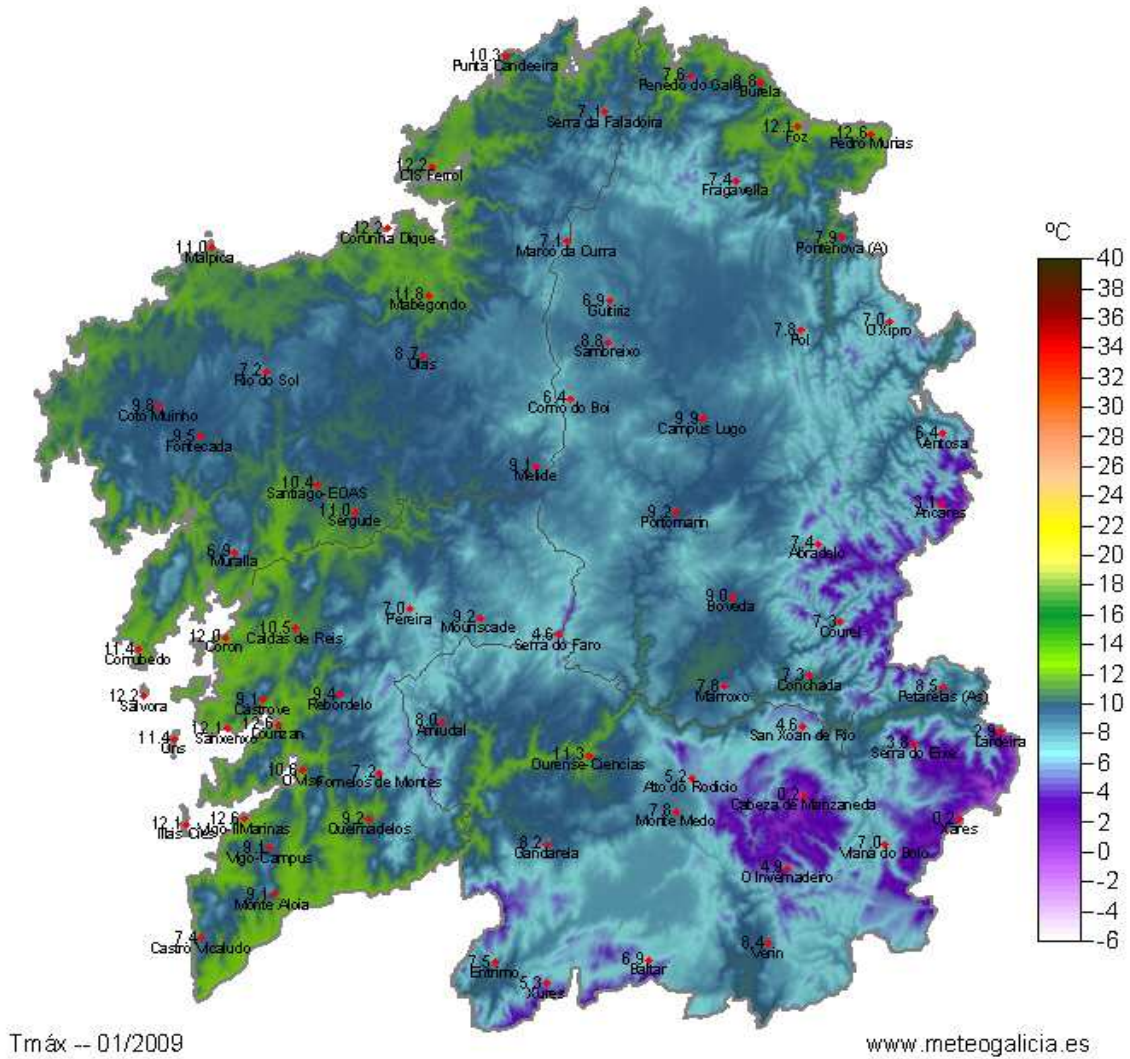 10.3
Punta Candeeira
7.6
Penedo do Galo
8.8
Burela
7.1
Serra da Faladoira
12.1
Foz
12.6
Pedro Murias
12.2
CIS Ferrol
7.4
Fragavella
12.2
Corunha Dique
11.0
Malpica
7.1
Marco da Curra
7.9
Pontenova (A)
ºC
40
38
36
34
32
30
28
26
24
22
20
18
16
14
12
10
8
6
4
2
0
-2
-4
-6
11.8
Mabegondo
6.9
Guitiriz
7.0
O Xipro
7.8
Pol
8.8
Sambreixo
8.7
Olas
7.2
Rio do Sol
6.4
Corno do Boi
9.8
Coto Muinho
9.9
Campus Lugo
9.5
Fontecada
6.4
Ventosa
9.1
Melide
10.4
Santiago-EOAS
3.1
Ancares
11.0
Sergude
9.2
Portomarin
6.9
Muralla
7.4
Abradelo
9.0
Boveda
7.0
Pereira
9.2
Mouriscade
7.3
Courel
10.5
Caldas de Reis
4.6
Serra do Faro
12.0
Coron
11.4
Corrubedo
7.3
Conchada
7.8
Marroxo
8.5
Petarelas (As)
12.2
Salvora
9.4
Rebordelo
9.1
Castrove
12.6
Lourizan
12.1
Sanxenxo
8.0
Amiudal
4.6
San Xoan de Rio
2.9
Lardeira
11.4
Ons
3.8
Serra do Eixe
11.3
Ourense-Ciencias
10.6
O Viso
7.2
Fornelos de Montes
5.2
Alto do Rodicio
0.2
Cabeza de Manzaneda
7.8
Monte Medo
12.1
Illas Cies
12.6
Vigo-IIMarinas
9.2
Queimadelos
0.2
Xares
8.2
Gandarela
7.0
Viana do Bolo
9.1
Vigo-Campus
4.9
O Invernadeiro
9.1
Monte Aloia
7.4
Castro Vicaludo
8.4
Verin
7.5
Entrimo
6.9
Baltar
5.3
Xures
Tmáx -- 01/2009
www.meteogalicia.es